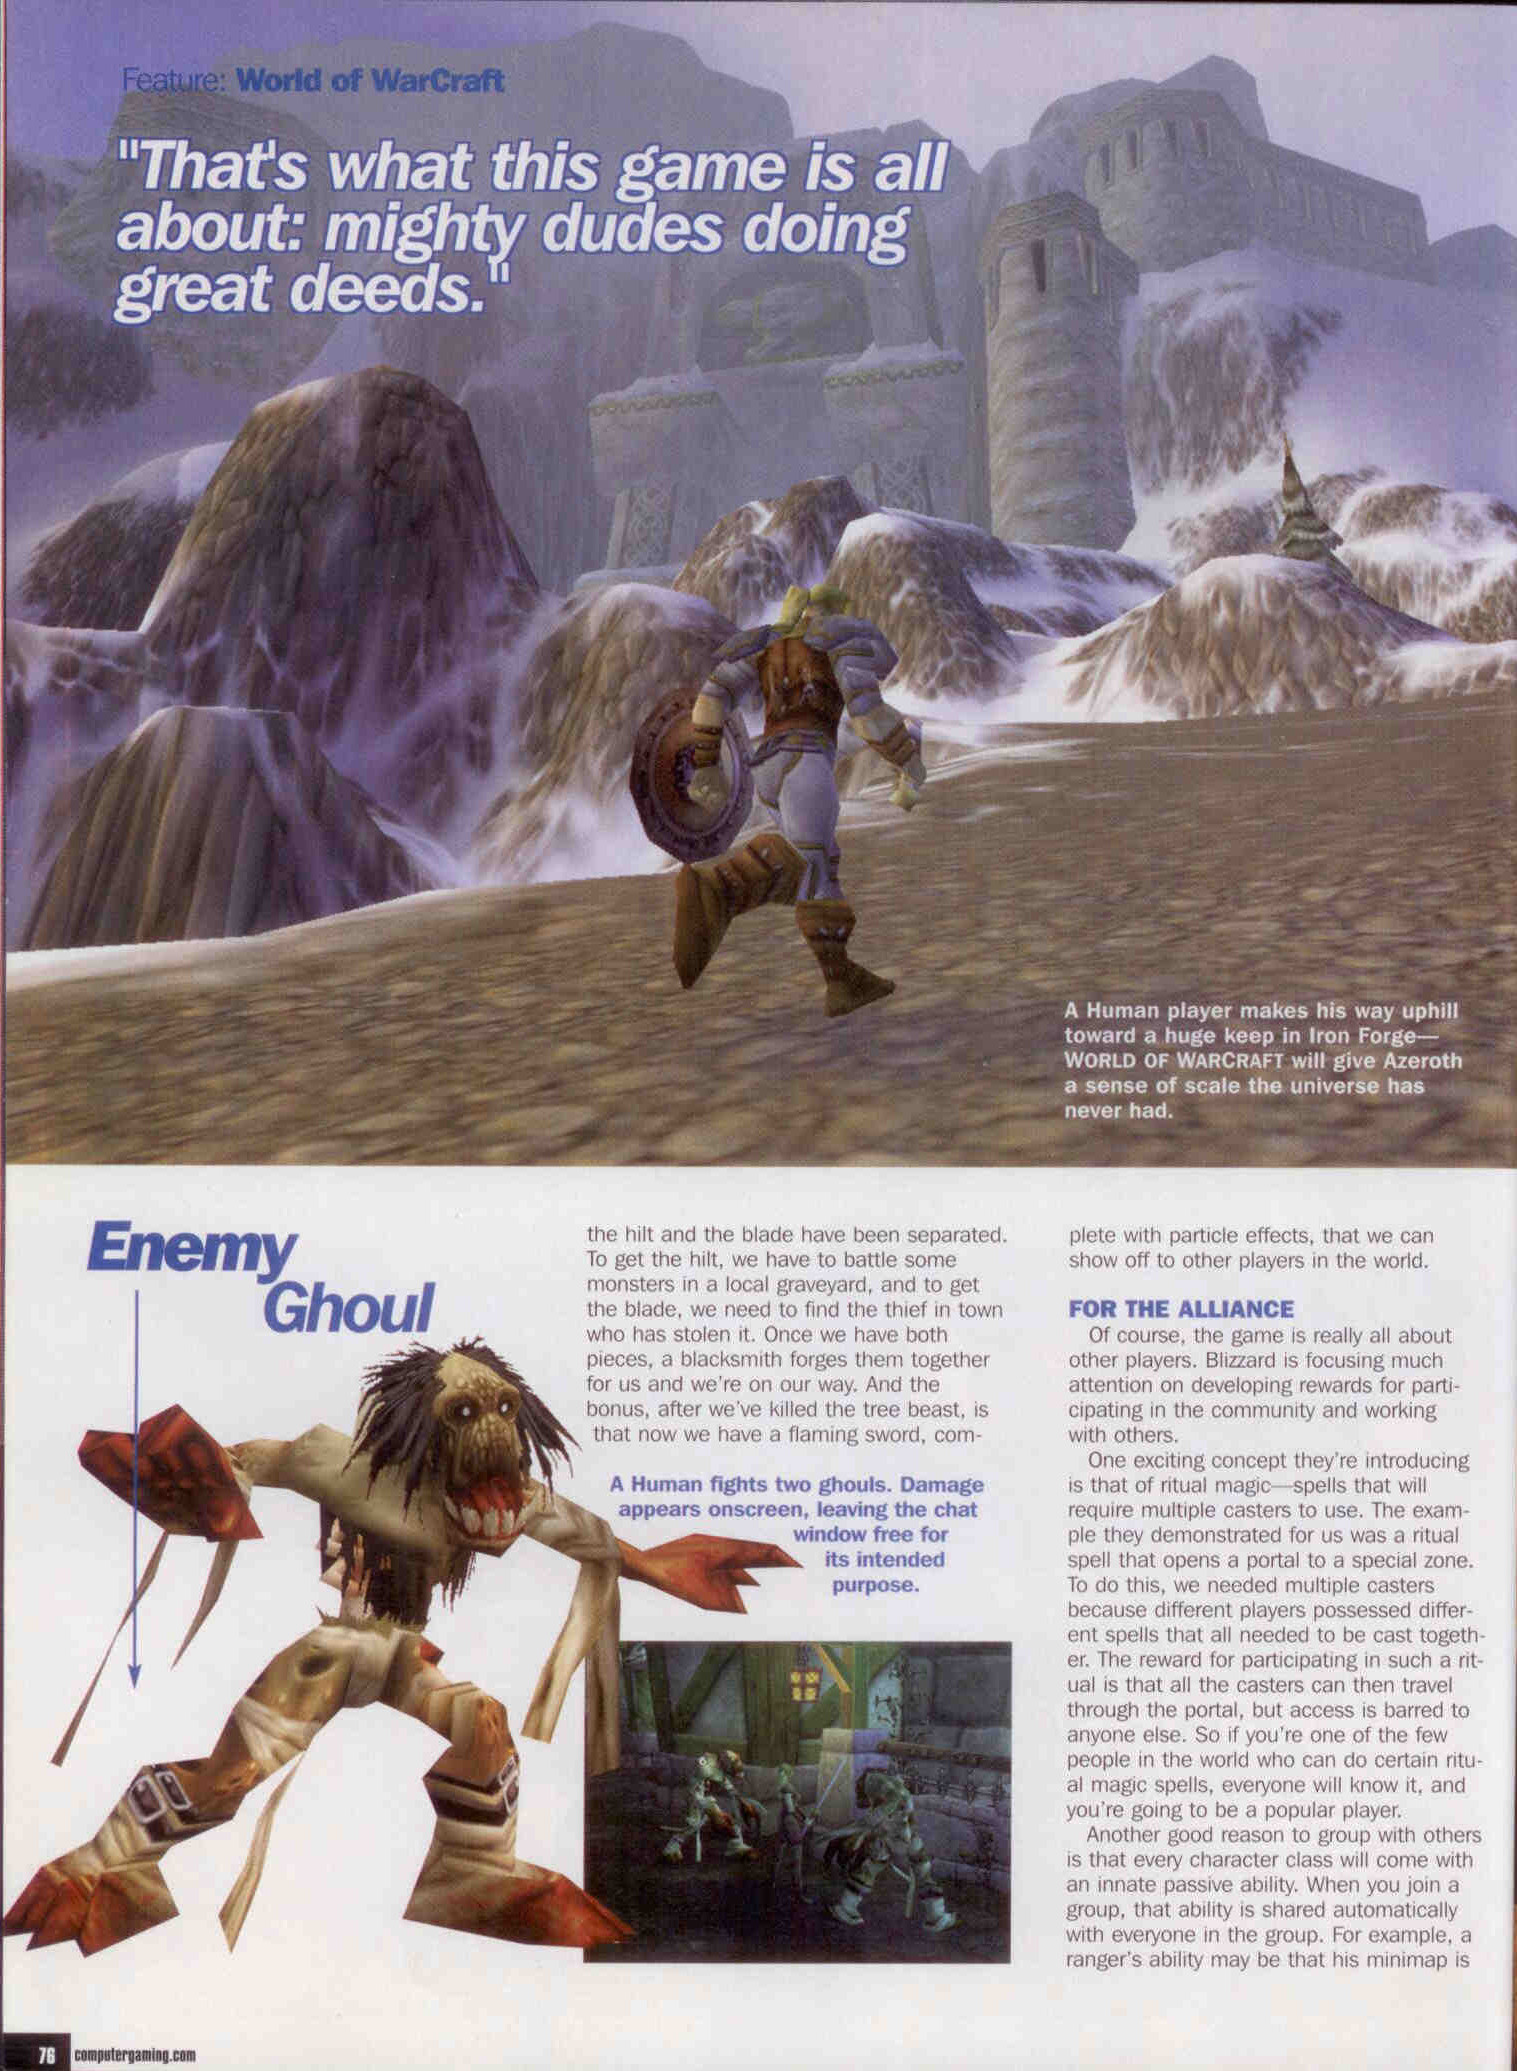 Feature: World of WarCraft
"That's what this game is all
about: mighty dudes doing
great deeds."
A Human player makes his way uphill
toward a huge keep in Iron Forge—
WORLD OF WARCRAFT will give Azeroth
a sense of scale the universe has
never had.
Enemy
Ghoul
the hilt and the blade have been separated.
To get the hilt, we have to battle some
monsters in a local graveyard, and to get
the blade, we need to find the thief in town
who has stolen it. Once we have both
pieces, a blacksmith forges them together
for us and we're on our way. And the
bonus, after we've killed the tree beast, is
that now we have a flaming sword, com-
A Human fights two ghouls. Damage
appears onscreen, leaving the chat
window free for
its intended
purpose.
plete with particle effects, that we can
show off to other players in the world.
FOR THE ALLIANCE
Of course, the game is really all about
other players. Blizzard is focusing much
attention on developing rewards for parti-
cipating in the community and working
with others.
One exciting concept they're introducing
is that of ritual magic—spells that will
require multiple casters to use. The exam-
ple they demonstrated for us was a ritual
spell that opens a portal to a special zone.
To do this, we needed multiple casters
because different players possessed differ-
ent spells that all needed to be cast togeth-
er. The reward for participating in such a rit-
ual is that all the casters can then travel
through the portal, but access is barred to
anyone else. So if you're one of the few
people in the world who can do certain ritu-
al magic spells, everyone will know it, and
you're going to be a popular player.
Another good reason to group with others
is that every character class will come with
an innate passive ability. When you join a
group, that ability is shared automatically
with everyone in the group. For example, a
ranger's ability may be that his minimap is
76 computergaming.com